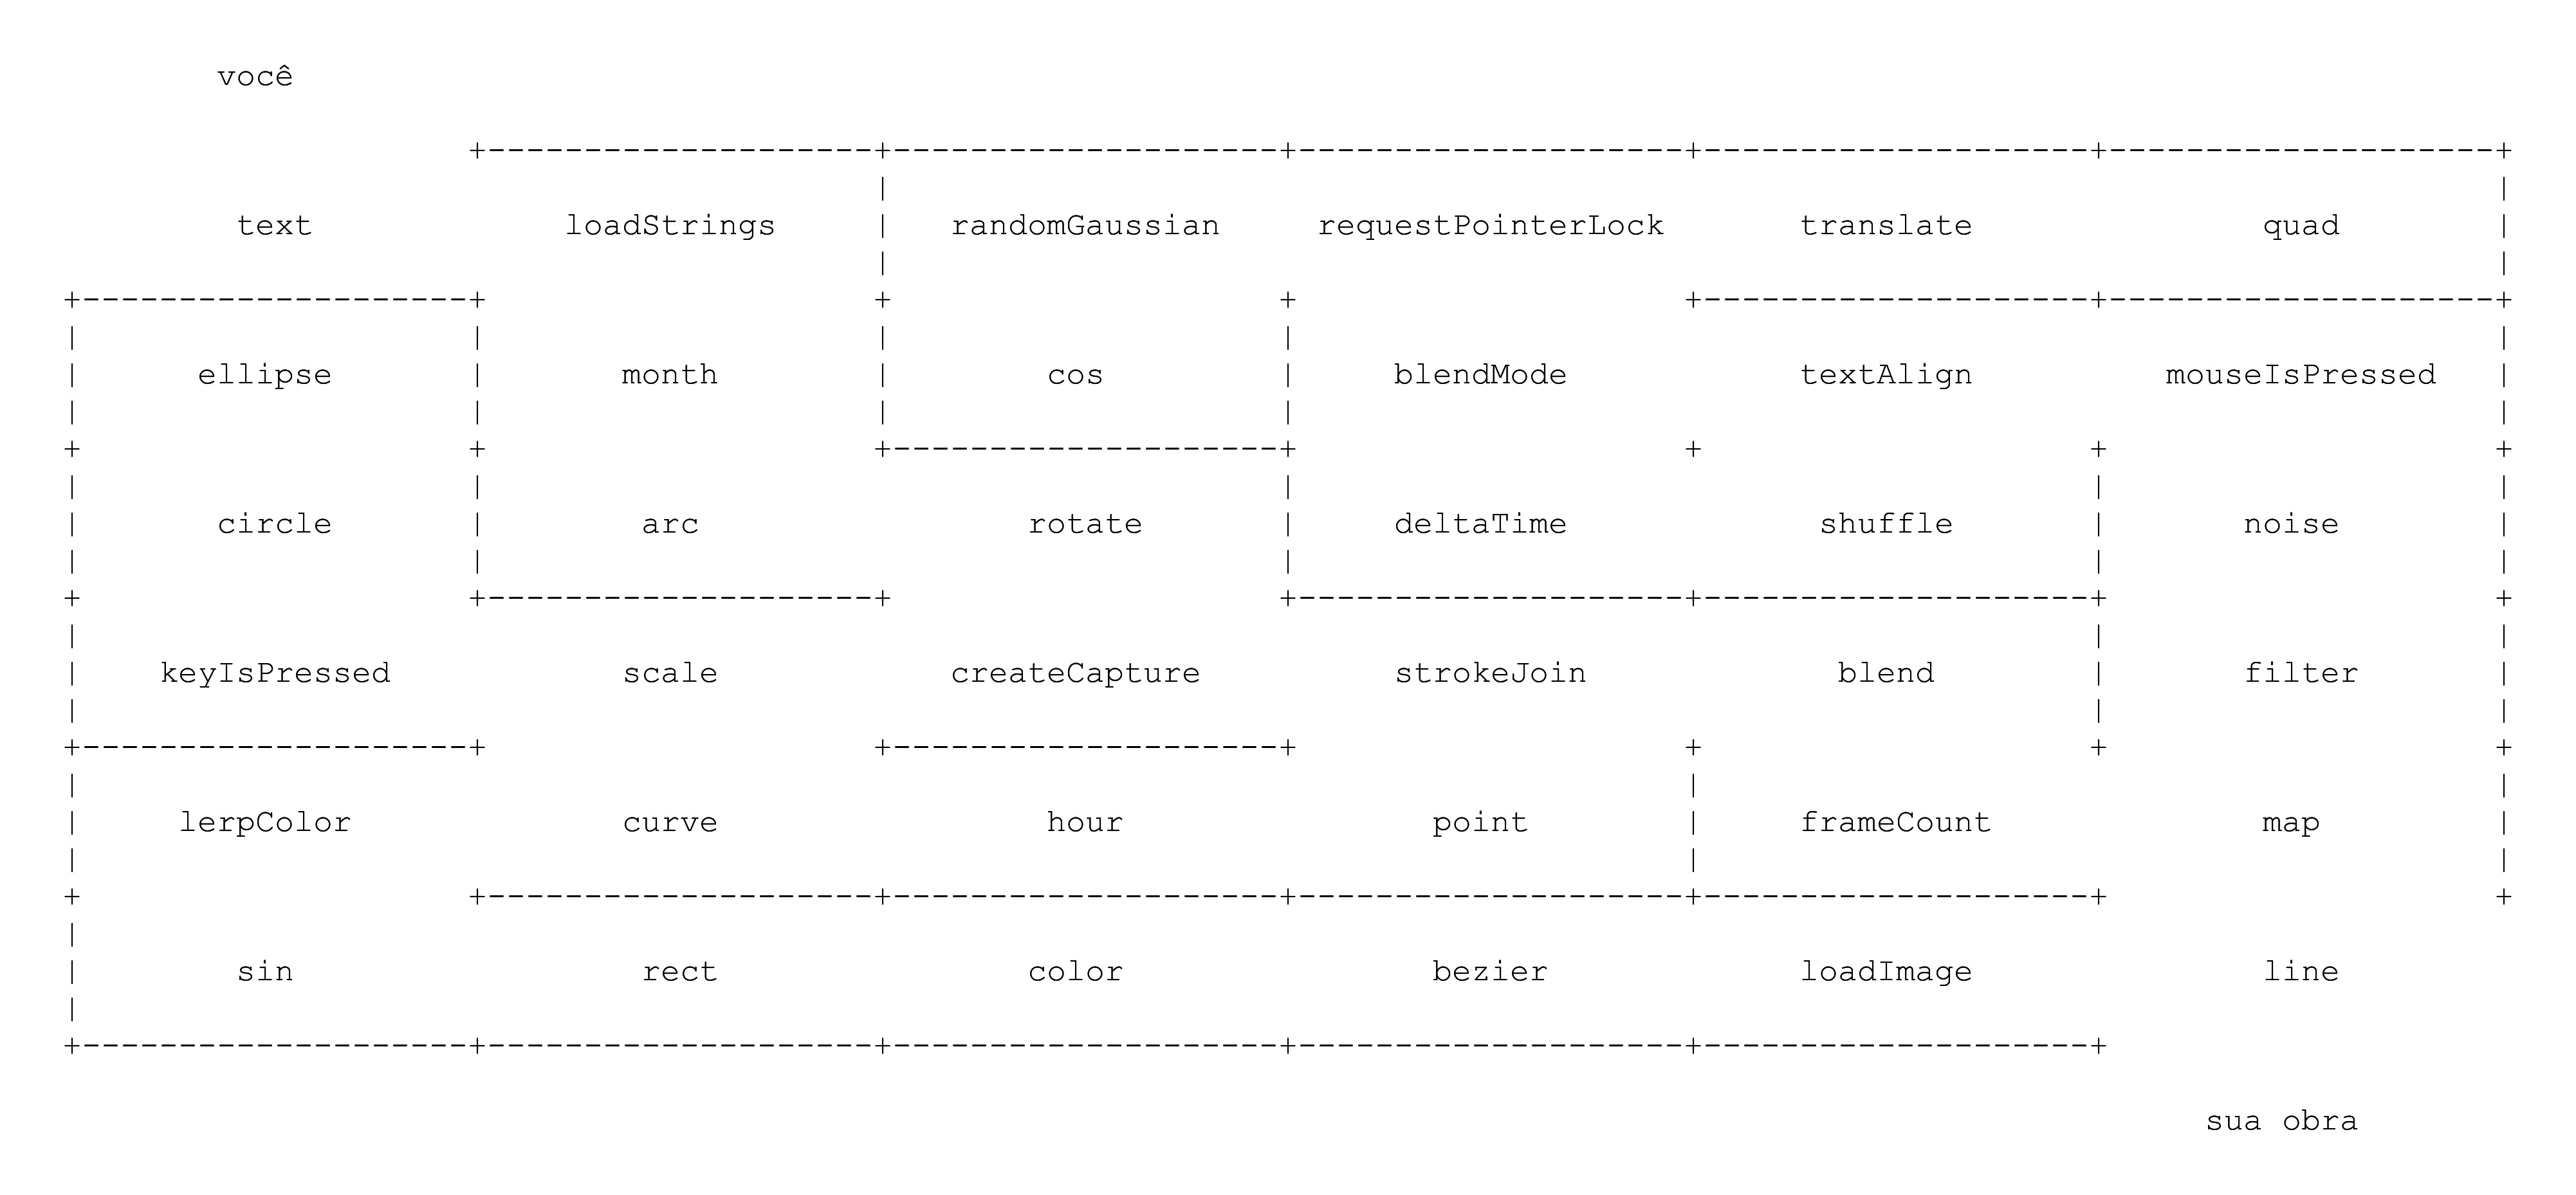 você
text loadStrings randomGaussian requestPointerLock translate quad
ellipse month cos blendMode textAlign mouseIsPressed
circle arc rotate deltaTime shuffle noise
keyIsPressed scale createCapture strokeJoin blend filter
lerpColor curve hour point frameCount map
sin rect color bezier loadImage line
sua obra